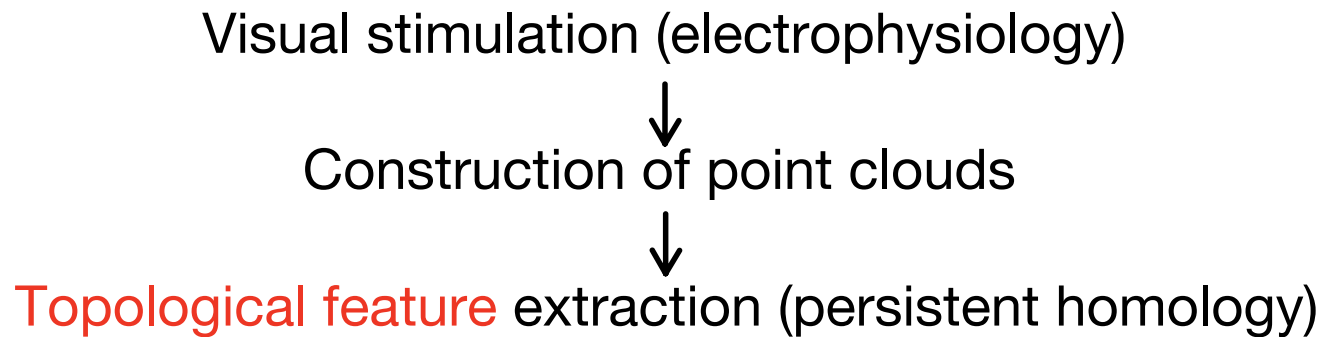 Visual stimulation (electrophysiology)
Construction of point clouds
Topological feature extraction (persistent homology)